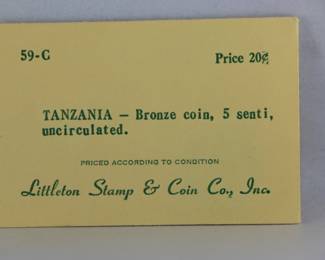 59-C Price 20¢
TANZANIA — Bronze coin, 5 senti,
uncirculated.
PRICED ACCORDING TO CONDITION
Littleton Stamp & Coin Co., Inc.